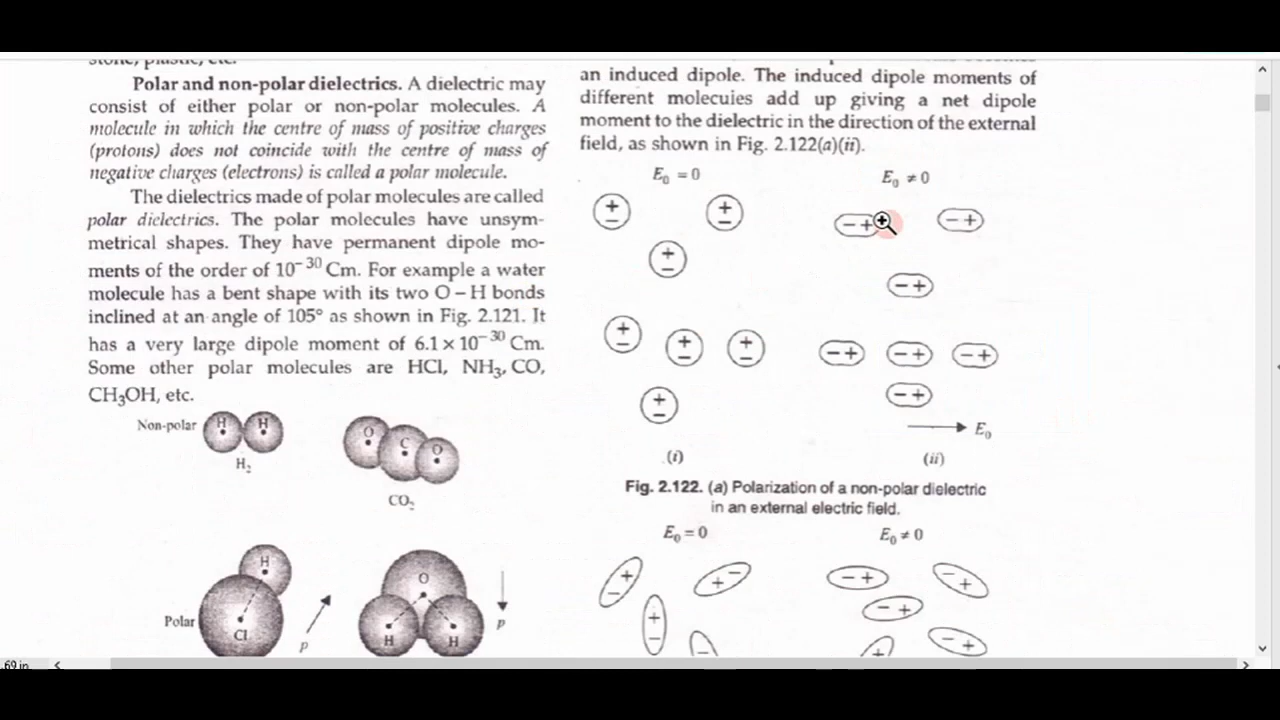 stone, plastic, etc.
Polar and non-polar dielectrics. A dielectric may
consist of either polar or non-polar molecules. A
molecule in which the centre of mass of positive charges
(protons) does not coincide with the centre of mass of
negative charges (electrons) is called a polar molecule.
The dielectrics made of polar molecules are called
polar dielectrics. The polar molecules have unsym-
metrical shapes. They have permanent dipole mo-
ments of the order of 10⁻³⁰ Cm. For example a water
molecule has a bent shape with its two O – H bonds
inclined at an angle of 105° as shown in Fig. 2.121. It
has a very large dipole moment of 6.1 × 10⁻³⁰ Cm.
Some other polar molecules are HCl, NH₃, CO,
CH₃OH, etc.
Non-polar H H
H₂
O C O
CO₂
Polar H Cl p
O H H p
an induced dipole. The induced dipole moments of
different molecules add up giving a net dipole
moment to the dielectric in the direction of the external
field, as shown in Fig. 2.122(a)(ii).
E₀ = 0 E₀ ≠ 0
+ + − + − +
− −
+ − +
−
+ + + − + − + − +
− − −
+ − +
−
E₀
(i) (ii)
Fig. 2.122. (a) Polarization of a non-polar dielectric
in an external electric field.
E₀ = 0 E₀ ≠ 0
− + + − − + − +
+ − − +
− − − + − +
.69 in